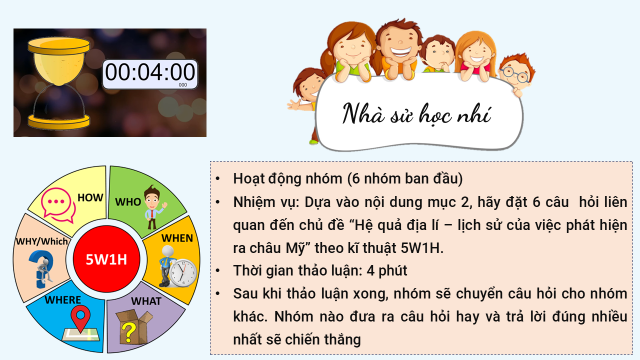 00:04:00
000
Nhà sử học nhí
HOW
WHO
WHY/Which
WHEN
5W1H
WHERE
WHAT
?
• Hoạt động nhóm (6 nhóm ban đầu)
• Nhiệm vụ: Dựa vào nội dung mục 2, hãy đặt 6 câu hỏi liên
quan đến chủ đề “Hệ quả địa lí – lịch sử của việc phát hiện
ra châu Mỹ” theo kĩ thuật 5W1H.
• Thời gian thảo luận: 4 phút
• Sau khi thảo luận xong, nhóm sẽ chuyển câu hỏi cho nhóm
khác. Nhóm nào đưa ra câu hỏi hay và trả lời đúng nhiều
nhất sẽ chiến thắng